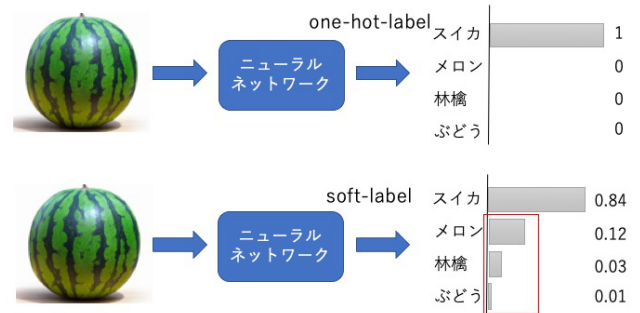 one-hot-label
ニューラル
ネットワーク
スイカ 1
メロン 0
林檎 0
ぶどう 0
soft-label
ニューラル
ネットワーク
スイカ 0.84
メロン 0.12
林檎 0.03
ぶどう 0.01